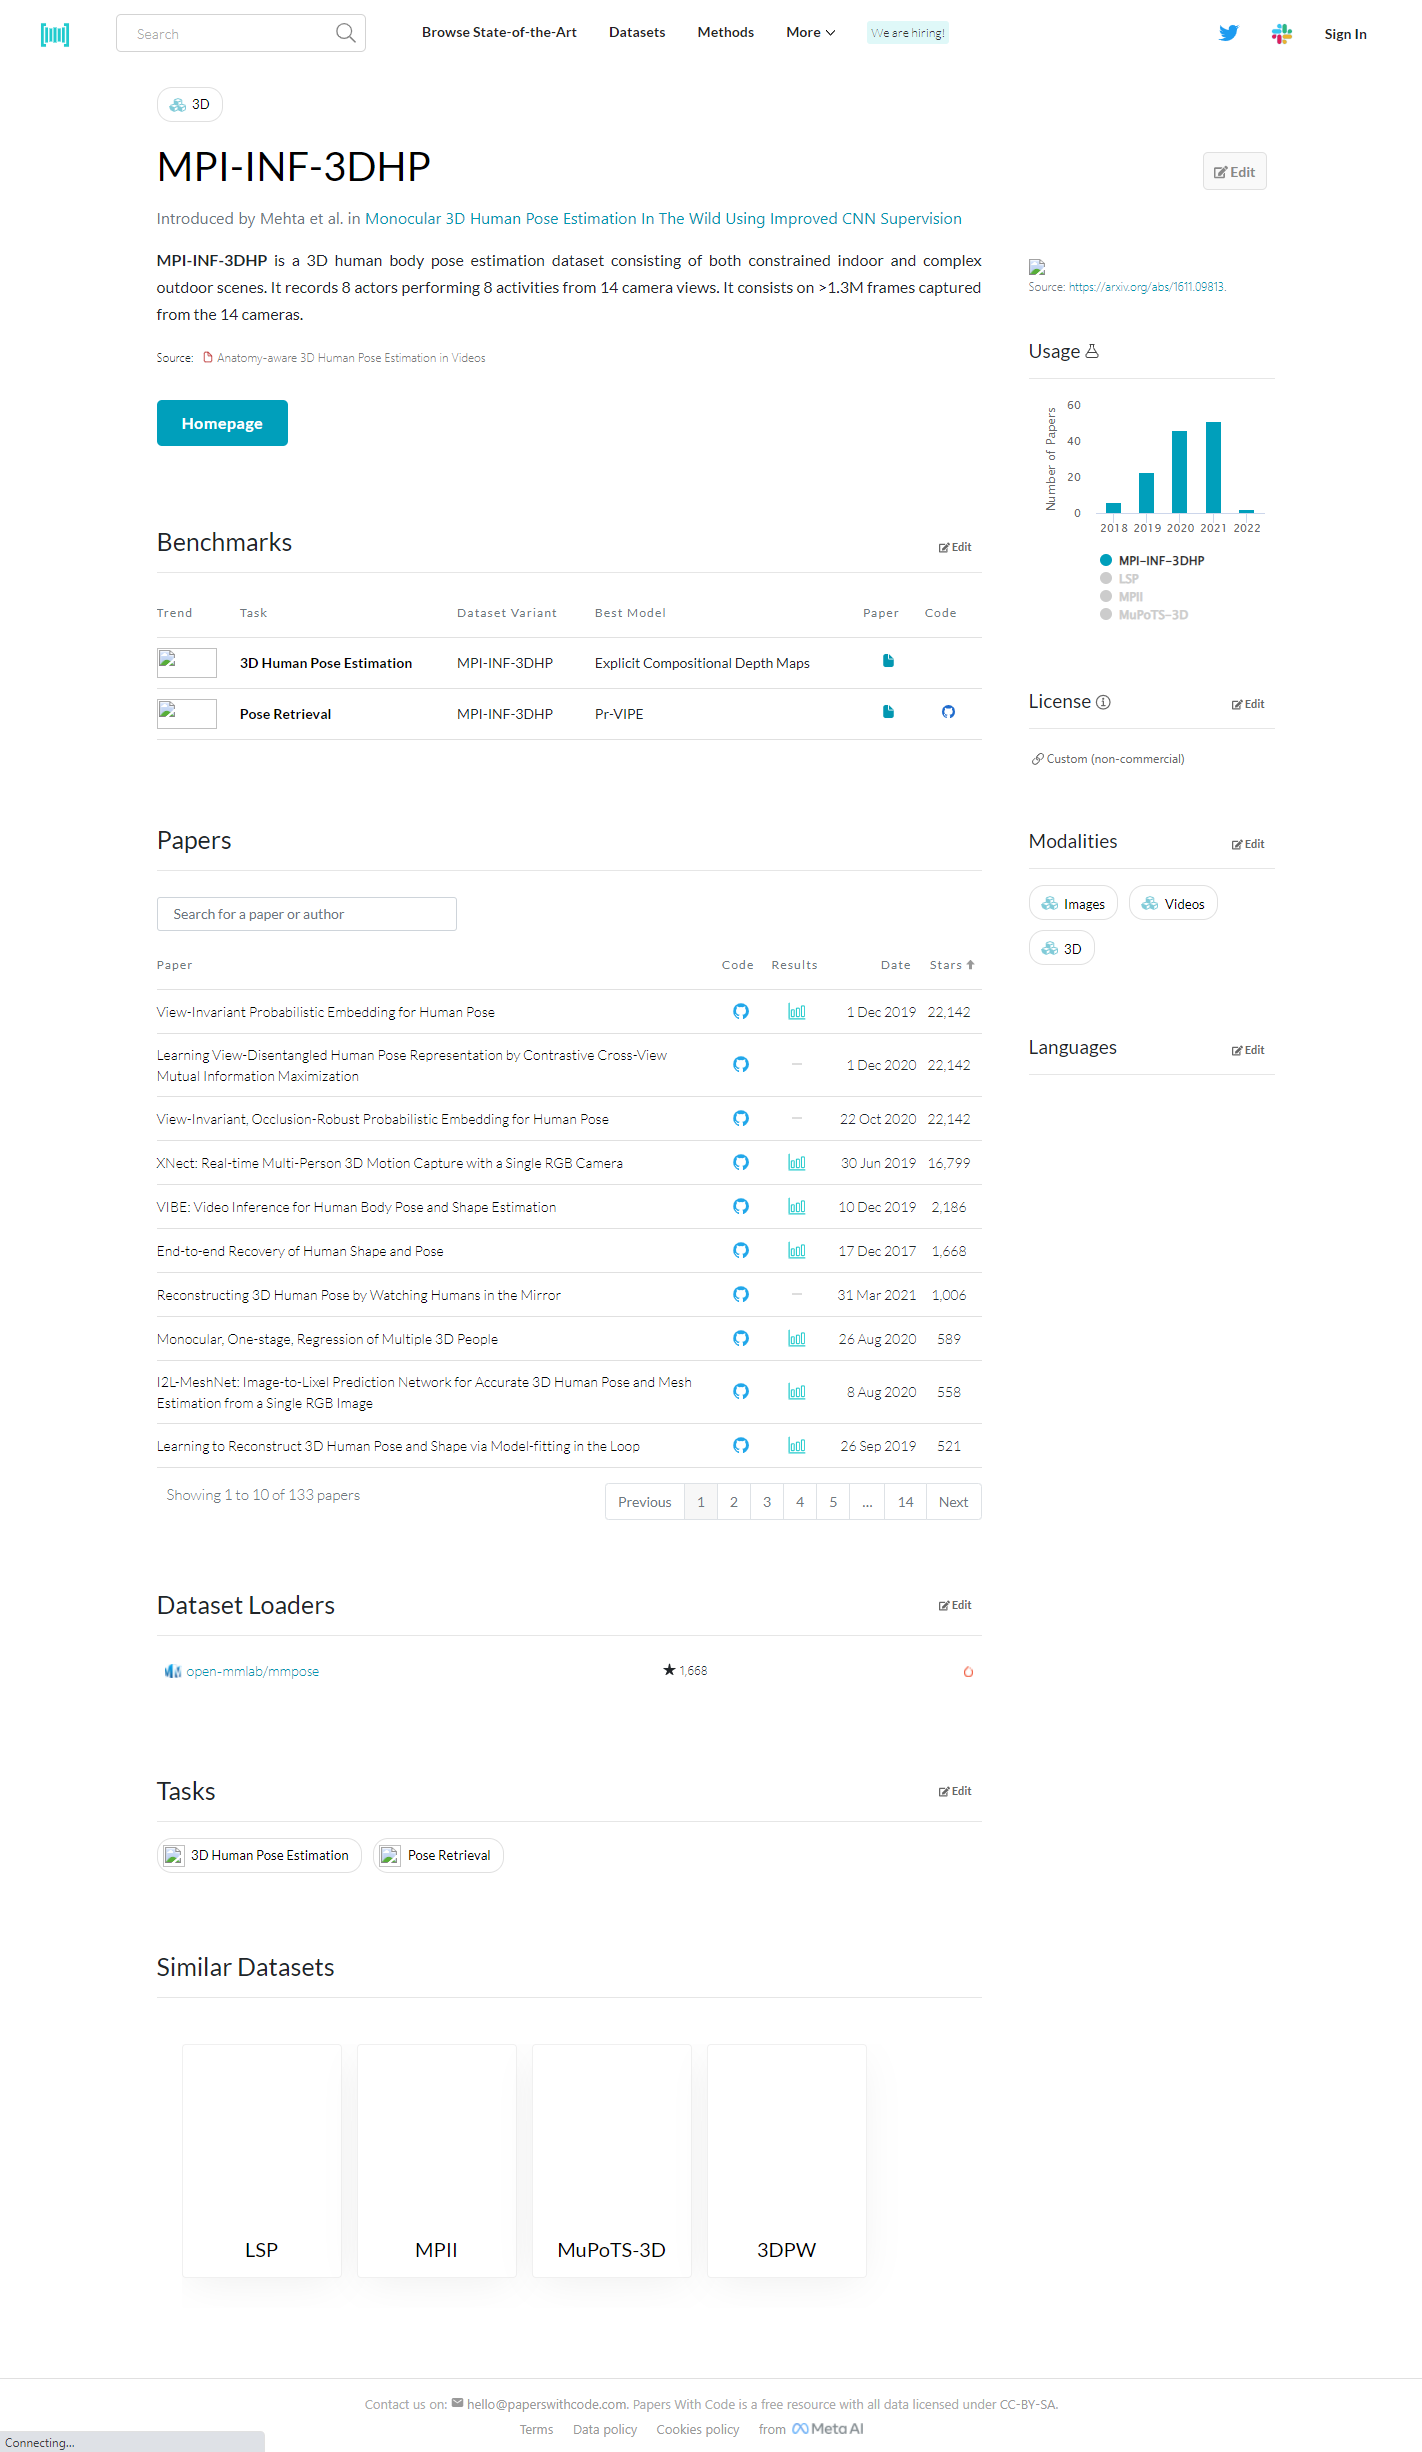 Search
Browse State-of-the-Art Datasets Methods More We are hiring! Sign In
3D
MPI-INF-3DHP
Edit
Introduced by Mehta et al. in Monocular 3D Human Pose Estimation In The Wild Using Improved CNN Supervision
MPI-INF-3DHP is a 3D human body pose estimation dataset consisting of both constrained indoor and complex
outdoor scenes. It records 8 actors performing 8 activities from 14 camera views. It consists on >1.3M frames captured
from the 14 cameras.
Source: Anatomy-aware 3D Human Pose Estimation in Videos
Homepage
Benchmarks
Edit
Trend Task Dataset Variant Best Model Paper Code
3D Human Pose Estimation MPI-INF-3DHP Explicit Compositional Depth Maps
Pose Retrieval MPI-INF-3DHP Pr-VIPE
Papers
Search for a paper or author
Paper Code Results Date Stars
View-Invariant Probabilistic Embedding for Human Pose 1 Dec 2019 22,142
Learning View-Disentangled Human Pose Representation by Contrastive Cross-View
Mutual Information Maximization 1 Dec 2020 22,142
View-Invariant, Occlusion-Robust Probabilistic Embedding for Human Pose — 22 Oct 2020 22,142
XNect: Real-time Multi-Person 3D Motion Capture with a Single RGB Camera 30 Jun 2019 16,799
VIBE: Video Inference for Human Body Pose and Shape Estimation 10 Dec 2019 2,186
End-to-end Recovery of Human Shape and Pose 17 Dec 2017 1,668
Reconstructing 3D Human Pose by Watching Humans in the Mirror — 31 Mar 2021 1,006
Monocular, One-stage, Regression of Multiple 3D People 26 Aug 2020 589
I2L-MeshNet: Image-to-Lixel Prediction Network for Accurate 3D Human Pose and Mesh
Estimation from a Single RGB Image 8 Aug 2020 558
Learning to Reconstruct 3D Human Pose and Shape via Model-fitting in the Loop 26 Sep 2019 521
Showing 1 to 10 of 133 papers
Previous 1 2 3 4 5 … 14 Next
Dataset Loaders
Edit
open-mmlab/mmpose 1,668
Tasks
Edit
3D Human Pose Estimation Pose Retrieval
Similar Datasets
LSP MPII MuPoTS-3D 3DPW
Source: https://arxiv.org/abs/1611.09813.
Usage
Number of Papers
60
40
20
0
2018 2019 2020 2021 2022
MPI-INF-3DHP
LSP
MPII
MuPoTS-3D
License
Edit
Custom (non-commercial)
Modalities
Edit
Images Videos
3D
Languages
Edit
Contact us on: hello@paperswithcode.com. Papers With Code is a free resource with all data licensed under CC-BY-SA.
Terms Data policy Cookies policy from Meta AI
Connecting...